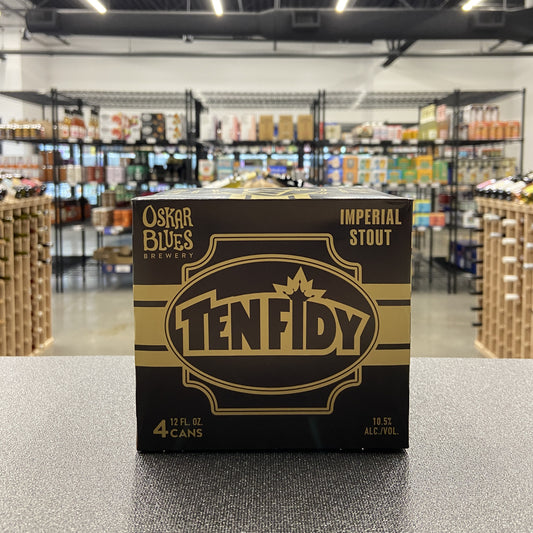 OSKAR
BLUES
BREWERY
IMPERIAL
STOUT
TEN FIDY
4 12 FL. OZ.
CANS
10.5%
ALC./VOL.